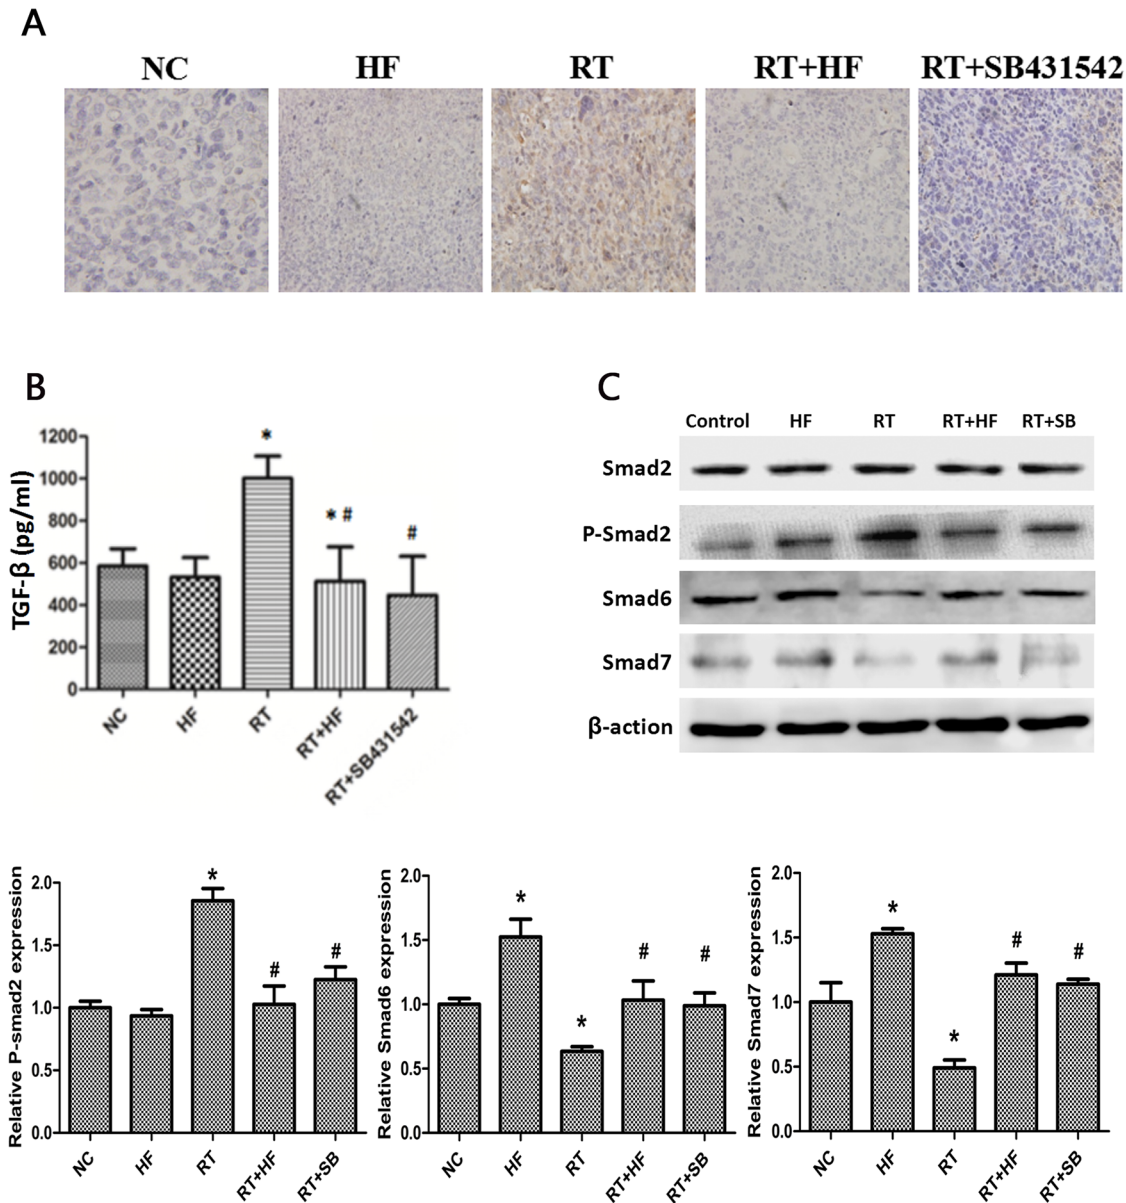 A
NC HF RT RT+HF RT+SB431542
B
TGF-β (pg/ml)
1200
1000
800
600
400
200
0
*
* #
#
NC HF RT RT+HF RT+SB431542
C
Control HF RT RT+HF RT+SB
Smad2
P-Smad2
Smad6
Smad7
β-action
Relative P-smad2 expression
2.0
1.5
1.0
0.5
0.0
*
#
#
NC HF RT RT+HF RT+SB
Relative Smad6 expression
2.0
1.5
1.0
0.5
0.0
*
*
#
#
NC HF RT RT+HF RT+SB
Relative Smad7 expression
2.0
1.5
1.0
0.5
0.0
*
*
#
#
NC HF RT RT+HF RT+SB